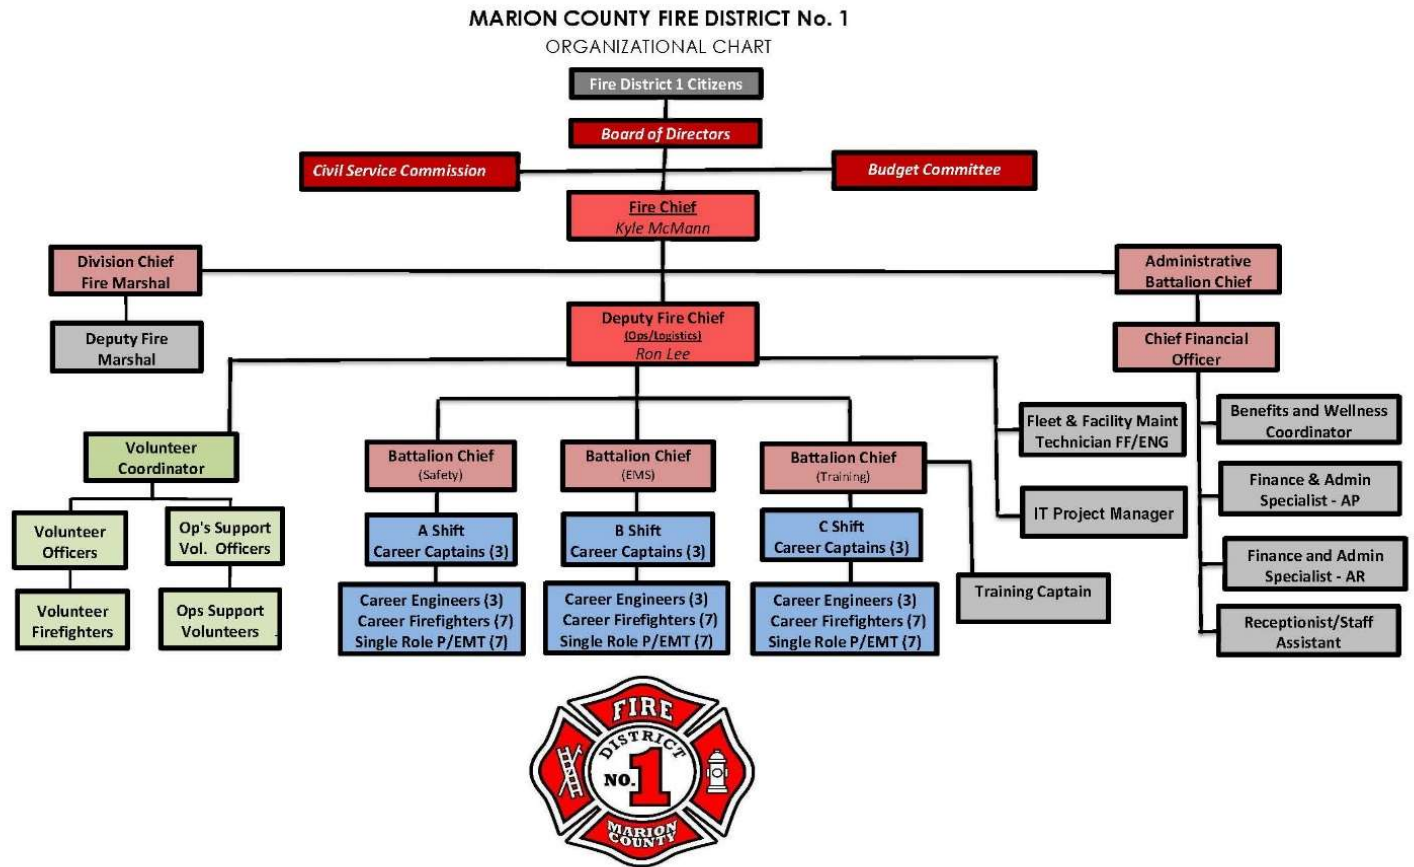 MARION COUNTY FIRE DISTRICT No. 1
ORGANIZATIONAL CHART
Fire District 1 Citizens
Board of Directors
Civil Service Commission
Budget Committee
Fire Chief
Kyle McMann
Division Chief
Fire Marshal
Administrative
Battalion Chief
Deputy Fire
Marshal
Deputy Fire Chief
(Ops/Logistics)
Ron Lee
Chief Financial
Officer
Volunteer
Coordinator
Battalion Chief
(Safety)
Battalion Chief
(EMS)
Battalion Chief
(Training)
Fleet & Facility Maint
Technician FF/ENG
Benefits and Wellness
Coordinator
Volunteer
Officers
Op's Support
Vol. Officers
A Shift
Career Captains (3)
B Shift
Career Captains (3)
C Shift
Career Captains (3)
IT Project Manager
Finance & Admin
Specialist - AP
Volunteer
Firefighters
Ops Support
Volunteers
Career Engineers (3)
Career Firefighters (7)
Single Role P/EMT (7)
Career Engineers (3)
Career Firefighters (7)
Single Role P/EMT (7)
Career Engineers (3)
Career Firefighters (7)
Single Role P/EMT (7)
Training Captain
Finance and Admin
Specialist - AR
Receptionist/Staff
Assistant
FIRE
DISTRICT
NO. 1
MARION
COUNTY